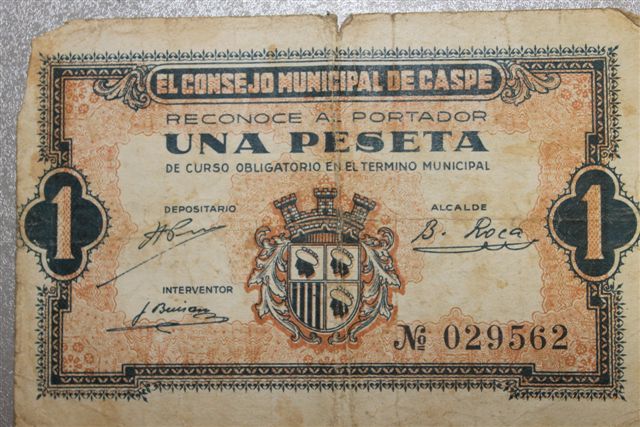 EL CONSEJO MUNICIPAL DE CASPE
RECONOCE AL PORTADOR
UNA PESETA
DE CURSO OBLIGATORIO EN EL TERMINO MUNICIPAL
1
1
DEPOSITARIO
ALCALDE
B. Roca
INTERVENTOR
J Buisan
Nº 029562